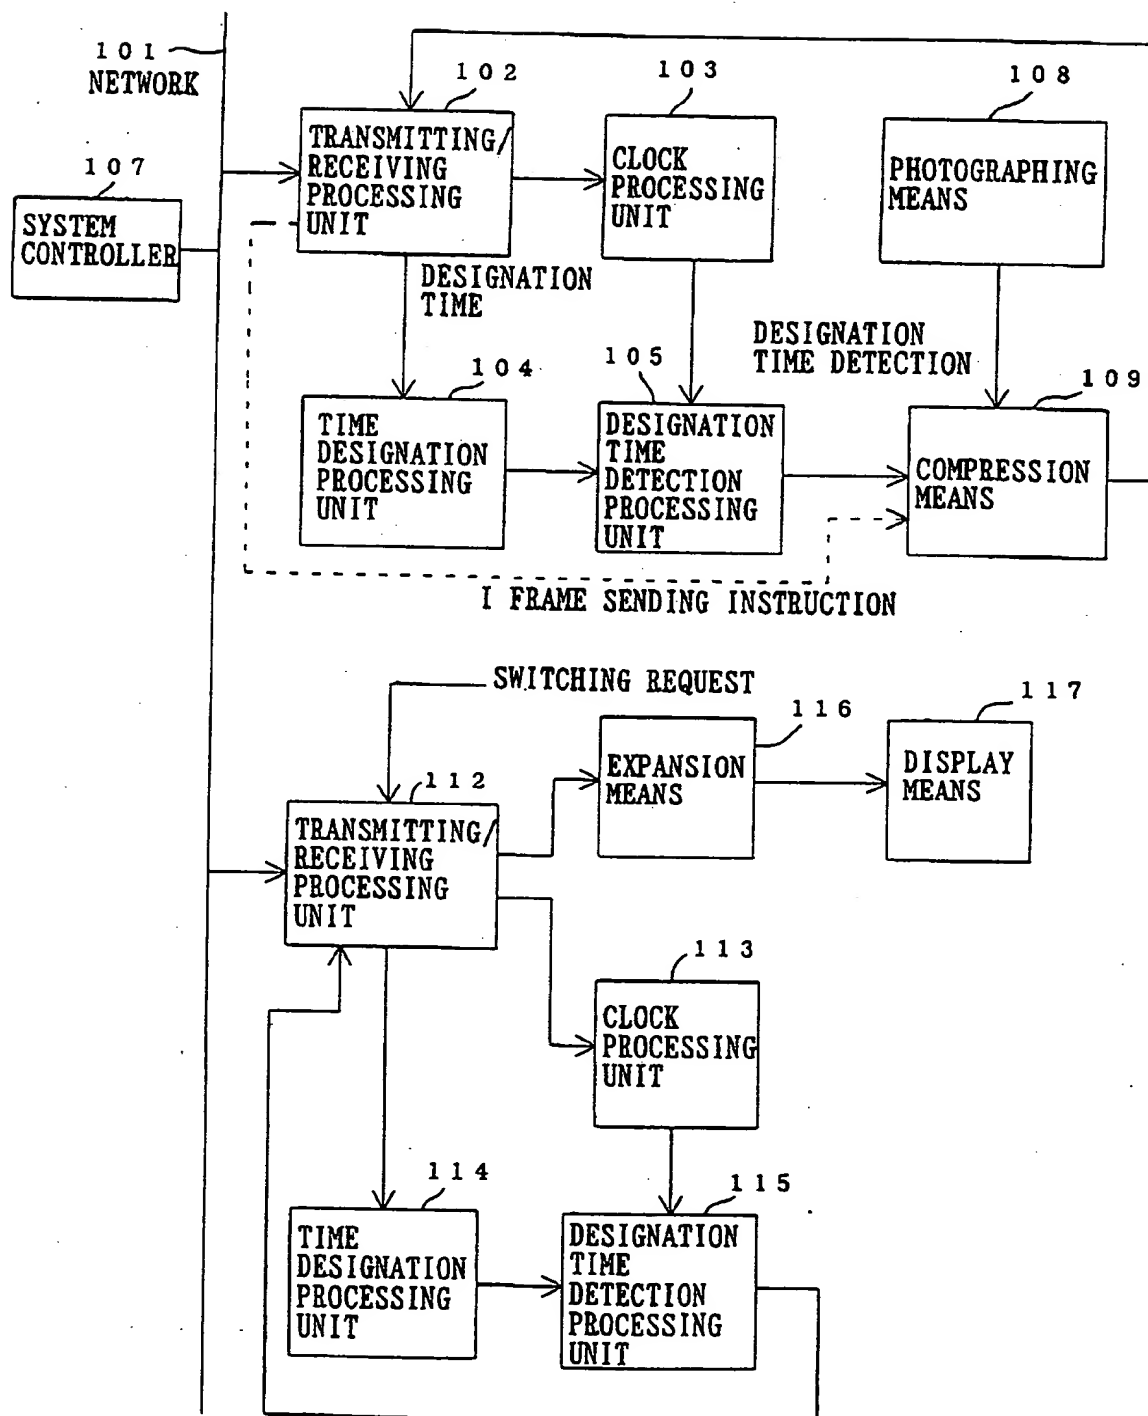 101
NETWORK
107
SYSTEM
CONTROLLER
102
TRANSMITTING/
RECEIVING
PROCESSING
UNIT
103
CLOCK
PROCESSING
UNIT
108
PHOTOGRAPHING
MEANS
DESIGNATION
TIME
104
TIME
DESIGNATION
PROCESSING
UNIT
105
DESIGNATION
TIME
DETECTION
PROCESSING
UNIT
DESIGNATION
TIME DETECTION
109
COMPRESSION
MEANS
I FRAME SENDING INSTRUCTION
SWITCHING REQUEST
112
TRANSMITTING/
RECEIVING
PROCESSING
UNIT
116
EXPANSION
MEANS
117
DISPLAY
MEANS
113
CLOCK
PROCESSING
UNIT
114
TIME
DESIGNATION
PROCESSING
UNIT
115
DESIGNATION
TIME
DETECTION
PROCESSING
UNIT